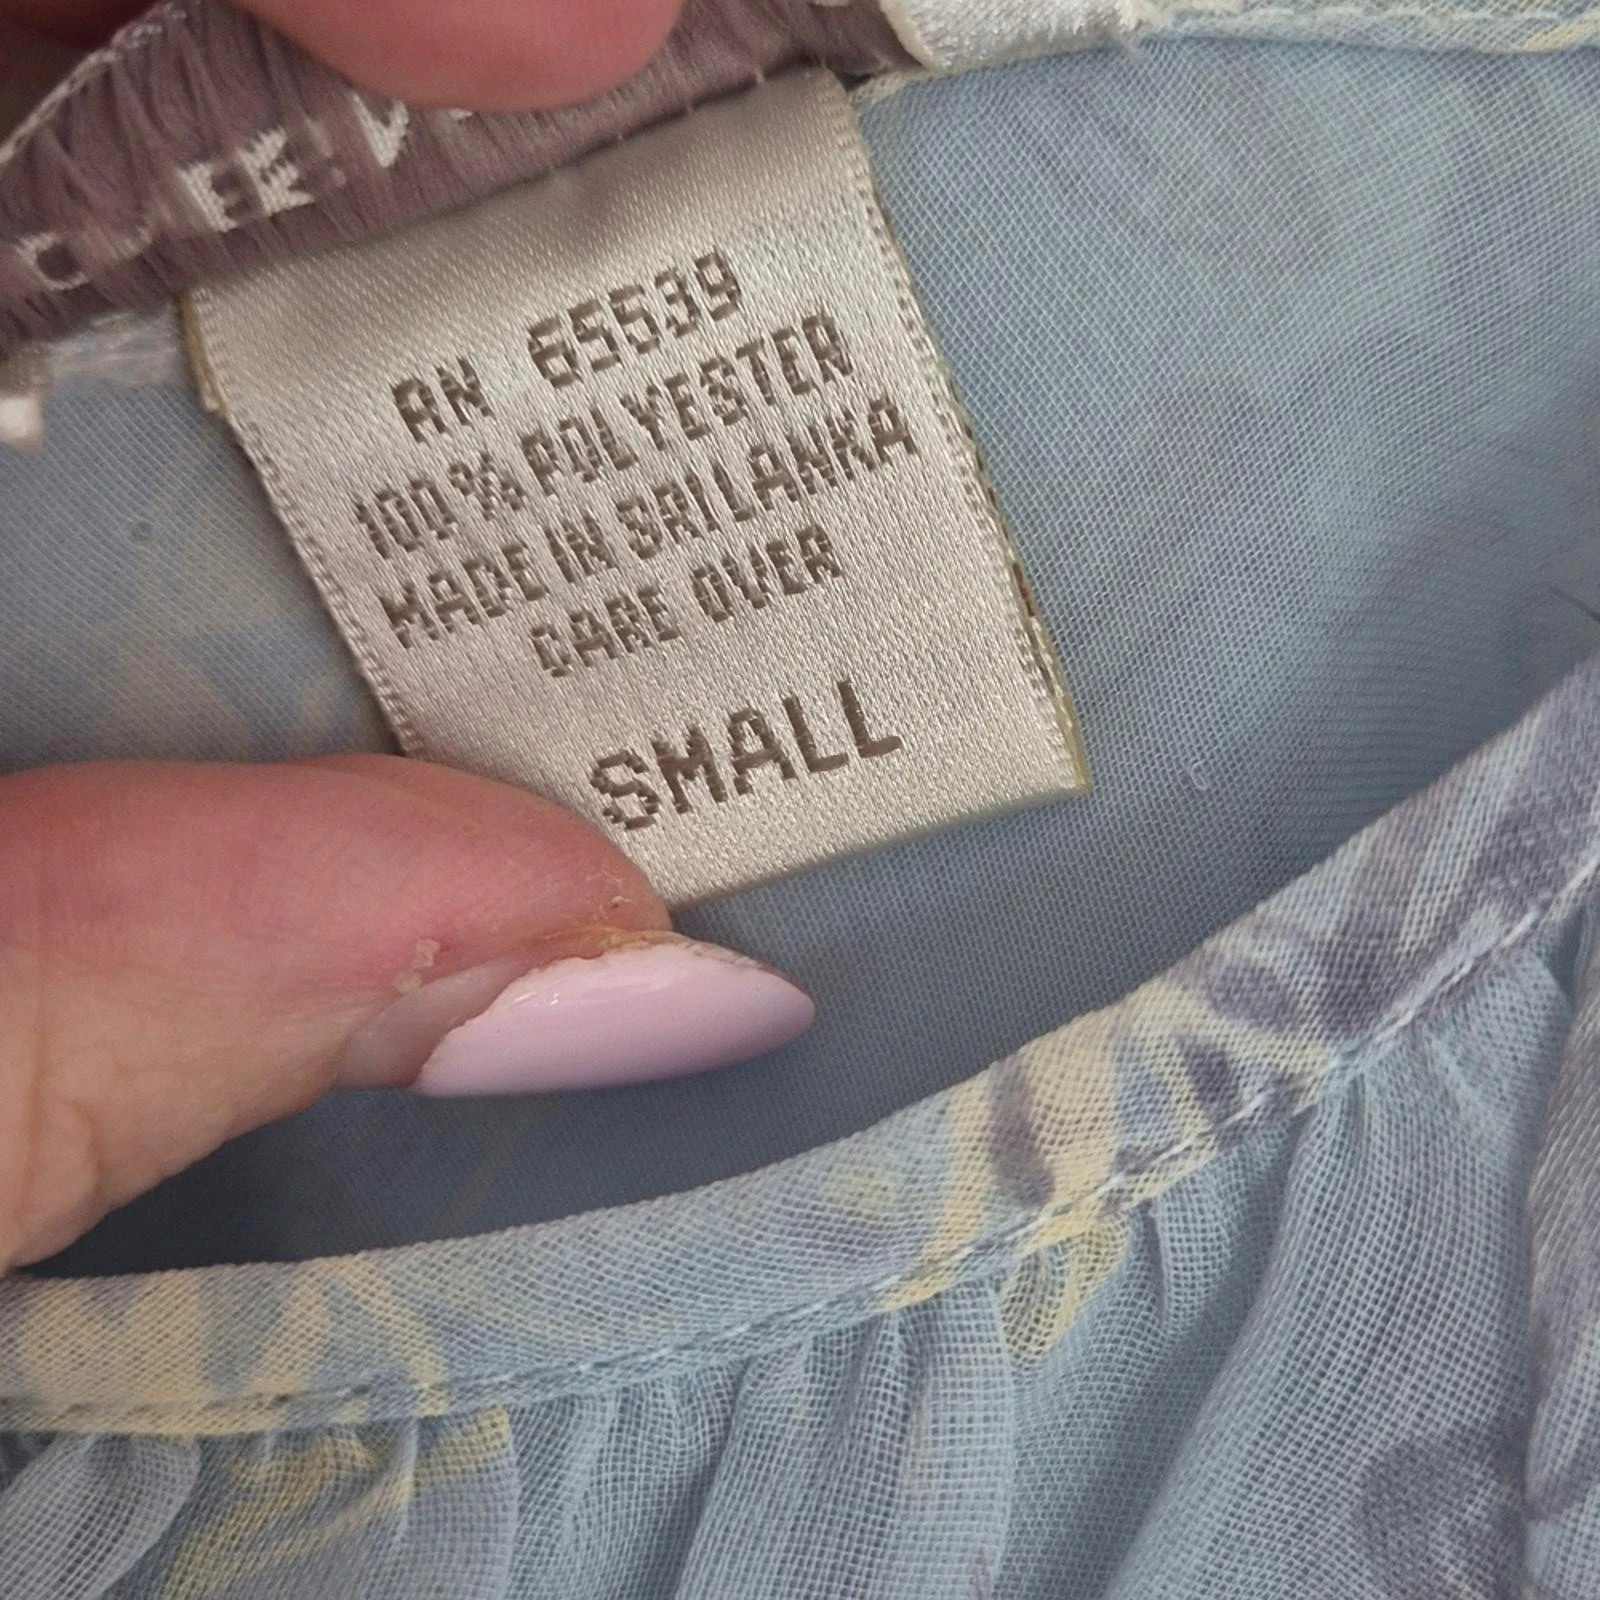 RN 65539
100% POLYESTER
MADE IN SRI LANKA
CARE OVER
SMALL